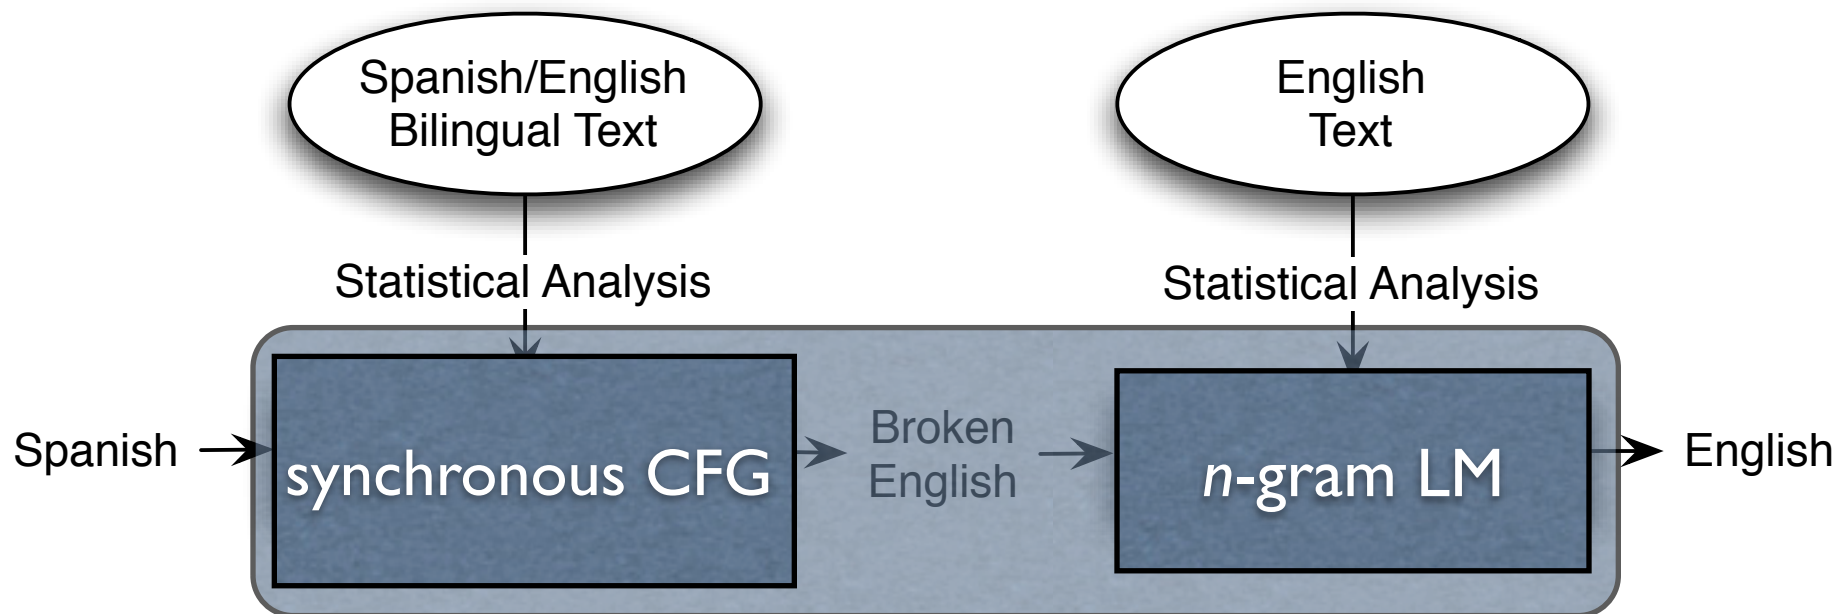 Spanish/English
Bilingual Text
English
Text
Statistical Analysis
Statistical Analysis
Spanish
synchronous CFG
Broken
English
n-gram LM
English